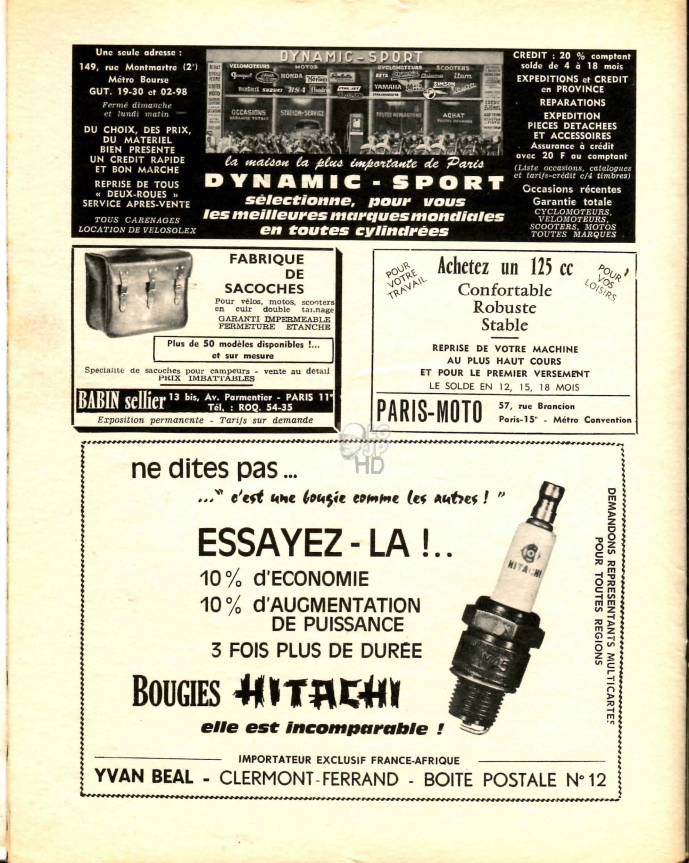 Une seule adresse :
149, rue Montmartre (2ᵉ)
Métro Bourse
GUT. 19-30 et 02-98
Fermé dimanche
et lundi matin
DU CHOIX, DES PRIX,
DU MATERIEL
BIEN PRESENTE
UN CREDIT RAPIDE
ET BON MARCHE
REPRISE DE TOUS
« DEUX-ROUES »
SERVICE APRES-VENTE
TOUS CARENAGES
LOCATION DE VELOSOLEX
DYNAMIC-SPORT
VELOMOTEURS MOTOS CYCLOMOTEURS SCOOTERS
Peugeot HONDA Norton BETA Itom
SUZUKI BSA YAMAHA SIMSON
OCCASIONS STATION-SERVICE TOUTES REPARATIONS ACHAT
la maison la plus importante de Paris
DYNAMIC-SPORT
sélectionne, pour vous
les meilleures marques mondiales
en toutes cylindrées
CREDIT : 20 % comptant
solde de 4 à 18 mois
EXPEDITIONS et CREDIT
en PROVINCE
REPARATIONS
EXPEDITION
PIECES DETACHEES
ET ACCESSOIRES
Assurance à crédit
avec 20 F au comptant
(Liste occasions, catalogues
et tarifs-crédit c/4 timbres)
Occasions récentes
Garantie totale
CYCLOMOTEURS,
VELOMOTEURS,
SCOOTERS, MOTOS
TOUTES MARQUES
FABRIQUE
DE
SACOCHES
Pour vélos, motos, scooters
en cuir double tannage
GARANTI IMPERMEABLE
FERMETURE ETANCHE
Plus de 50 modèles disponibles !...
et sur mesure
Spécialité de sacoches pour campeurs - vente au détail
PRIX IMBATTABLES
BABIN sellier 13 bis, Av. Parmentier - PARIS 11ᵉ
Tél. : ROQ. 54-35
Exposition permanente - Tarifs sur demande
POUR
VOTRE
TRAVAIL
Achetez un 125 cc
POUR
VOS
LOISIRS
Confortable
Robuste
Stable
REPRISE DE VOTRE MACHINE
AU PLUS HAUT COURS
ET POUR LE PREMIER VERSEMENT
LE SOLDE EN 12, 15, 18 MOIS
PARIS-MOTO 57, rue Brancion
Paris-15ᵉ - Métro Convention
HD
ne dites pas ...
..." c'est une bougie comme les autres ! "
ESSAYEZ-LA !..
10 % d'ECONOMIE
10 % d'AUGMENTATION
DE PUISSANCE
3 FOIS PLUS DE DURÉE
HITACHI
BOUGIES HITACHI
elle est incomparable !
DEMANDONS REPRESENTANTS MULTICARTES
POUR TOUTES REGIONS
IMPORTATEUR EXCLUSIF FRANCE-AFRIQUE
YVAN BEAL - CLERMONT-FERRAND - BOITE POSTALE N° 12